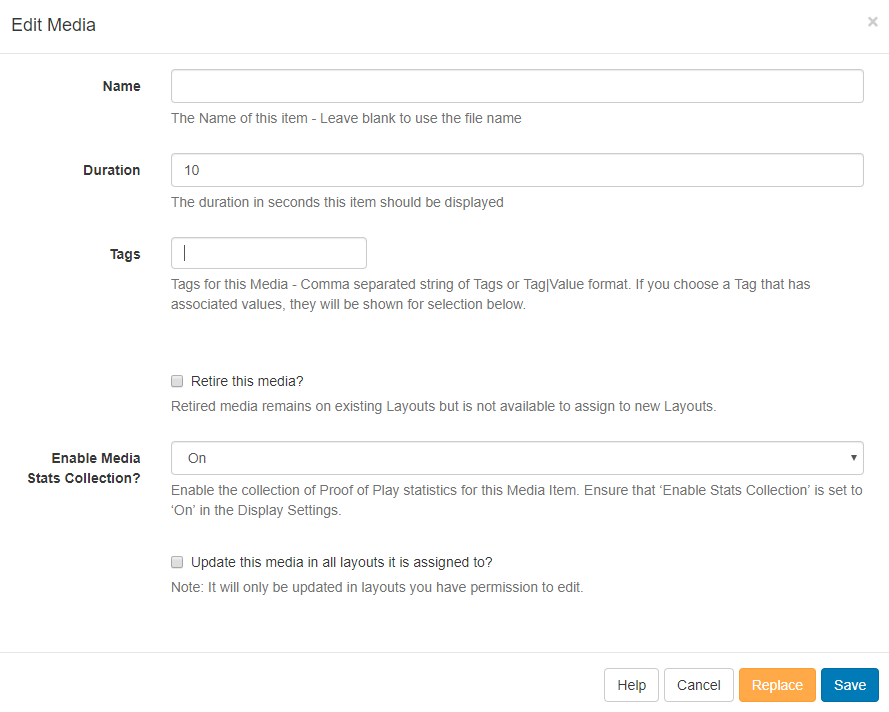 Edit Media
×
Name
The Name of this item - Leave blank to use the file name
Duration
10
The duration in seconds this item should be displayed
Tags
Tags for this Media - Comma separated string of Tags or Tag|Value format. If you choose a Tag that has
associated values, they will be shown for selection below.
Retire this media?
Retired media remains on existing Layouts but is not available to assign to new Layouts.
Enable Media
Stats Collection?
On
Enable the collection of Proof of Play statistics for this Media Item. Ensure that ‘Enable Stats Collection’ is set to
‘On’ in the Display Settings.
Update this media in all layouts it is assigned to?
Note: It will only be updated in layouts you have permission to edit.
Help
Cancel
Replace
Save